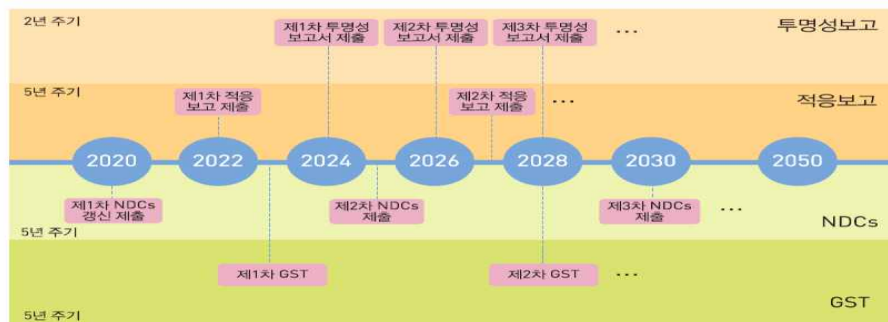 2년 주기
제1차 투명성
보고서 제출
제2차 투명성
보고서 제출
제3차 투명성
보고서 제출
...
투명성보고
5년 주기
제1차 적응
보고 제출
제2차 적응
보고 제출
...
적응보고
2020
2022
2024
2026
2028
2030
2050
제1차 NDCs
갱신 제출
제2차 NDCs
제출
제3차 NDCs
제출
...
NDCs
5년 주기
제1차 GST
제2차 GST
...
GST
5년 주기